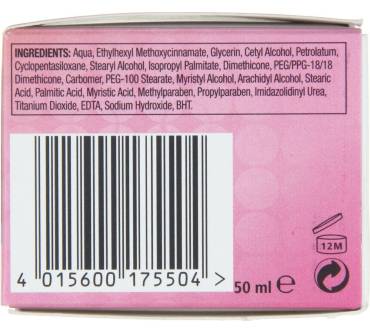 INGREDIENTS: Aqua, Ethylhexyl Methoxycinnamate, Glycerin, Cetyl Alcohol, Petrolatum,
Cyclopentasiloxane, Stearyl Alcohol, Isopropyl Palmitate, Dimethicone, PEG/PPG-18/18
Dimethicone, Carbomer, PEG-100 Stearate, Myristyl Alcohol, Arachidyl Alcohol, Stearic
Acid, Palmitic Acid, Myristic Acid, Methylparaben, Propylparaben, Imidazolidinyl Urea,
Titanium Dioxide, EDTA, Sodium Hydroxide, BHT.
12M
4 015600 175504 >
50 ml e